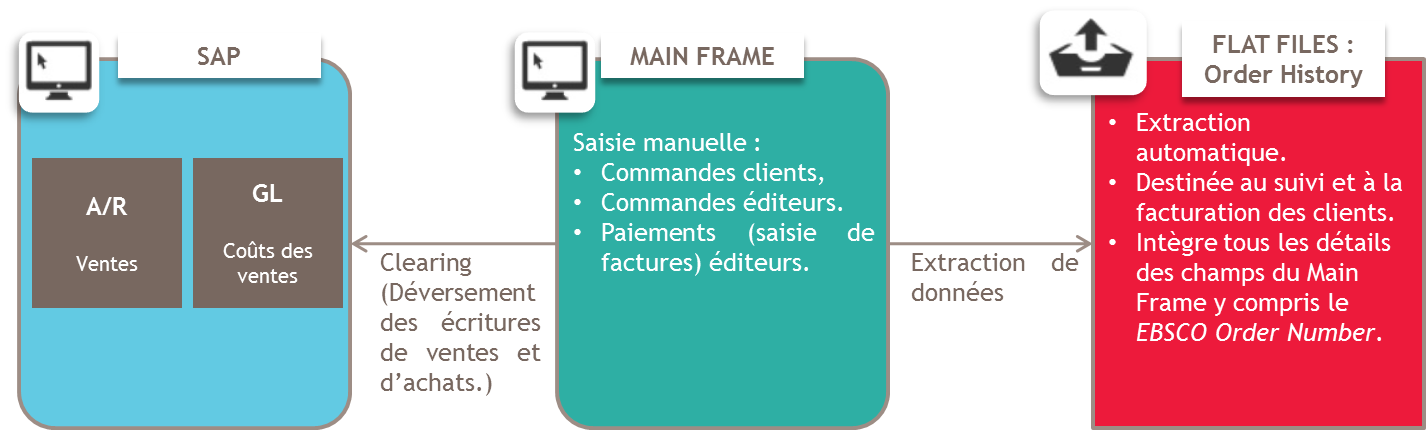 SAP
A/R
Ventes
GL
Coûts des
ventes
Clearing
(Déversement
des écritures
de ventes et
d’achats.)
MAIN FRAME
Saisie manuelle :
• Commandes clients,
• Commandes éditeurs.
• Paiements (saisie de
factures) éditeurs.
Extraction de
données
FLAT FILES :
Order History
• Extraction
automatique.
• Destinée au suivi et à la
facturation des clients.
• Intègre tous les détails
des champs du Main
Frame y compris le
EBSCO Order Number.